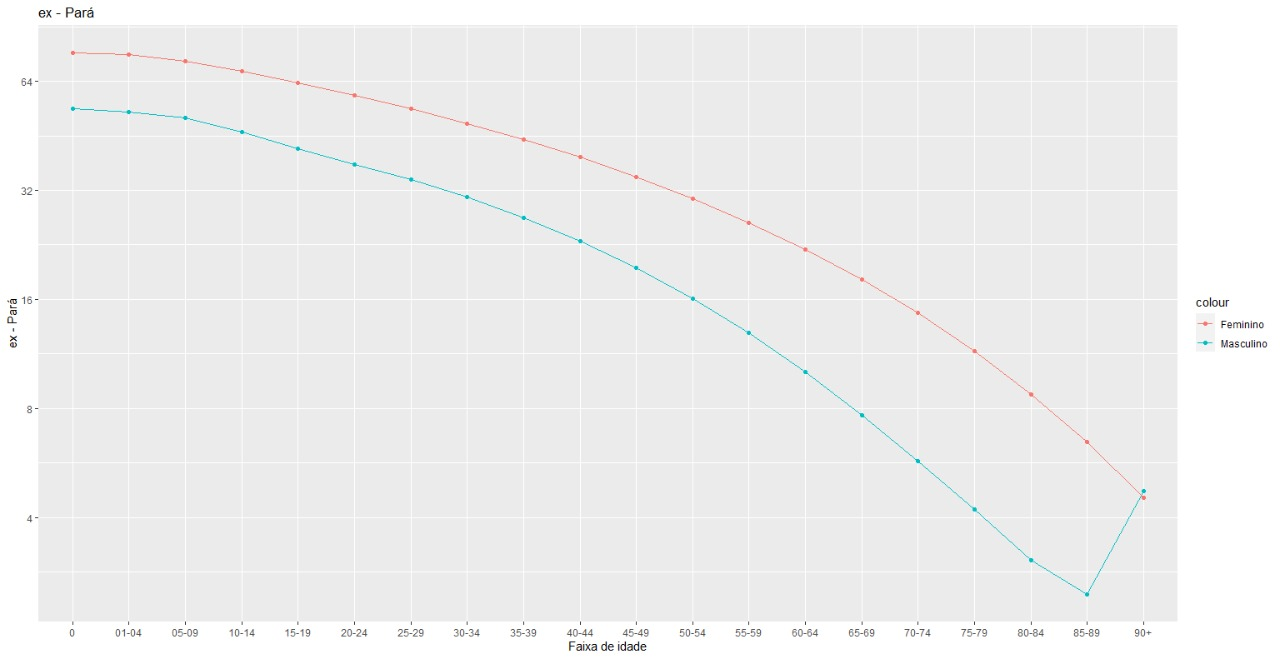 ex - Pará
ex - Pará
64
32
16
8
4
0 01-04 05-09 10-14 15-19 20-24 25-29 30-34 35-39 40-44 45-49 50-54 55-59 60-64 65-69 70-74 75-79 80-84 85-89 90+
Faixa de idade
colour
Feminino
Masculino